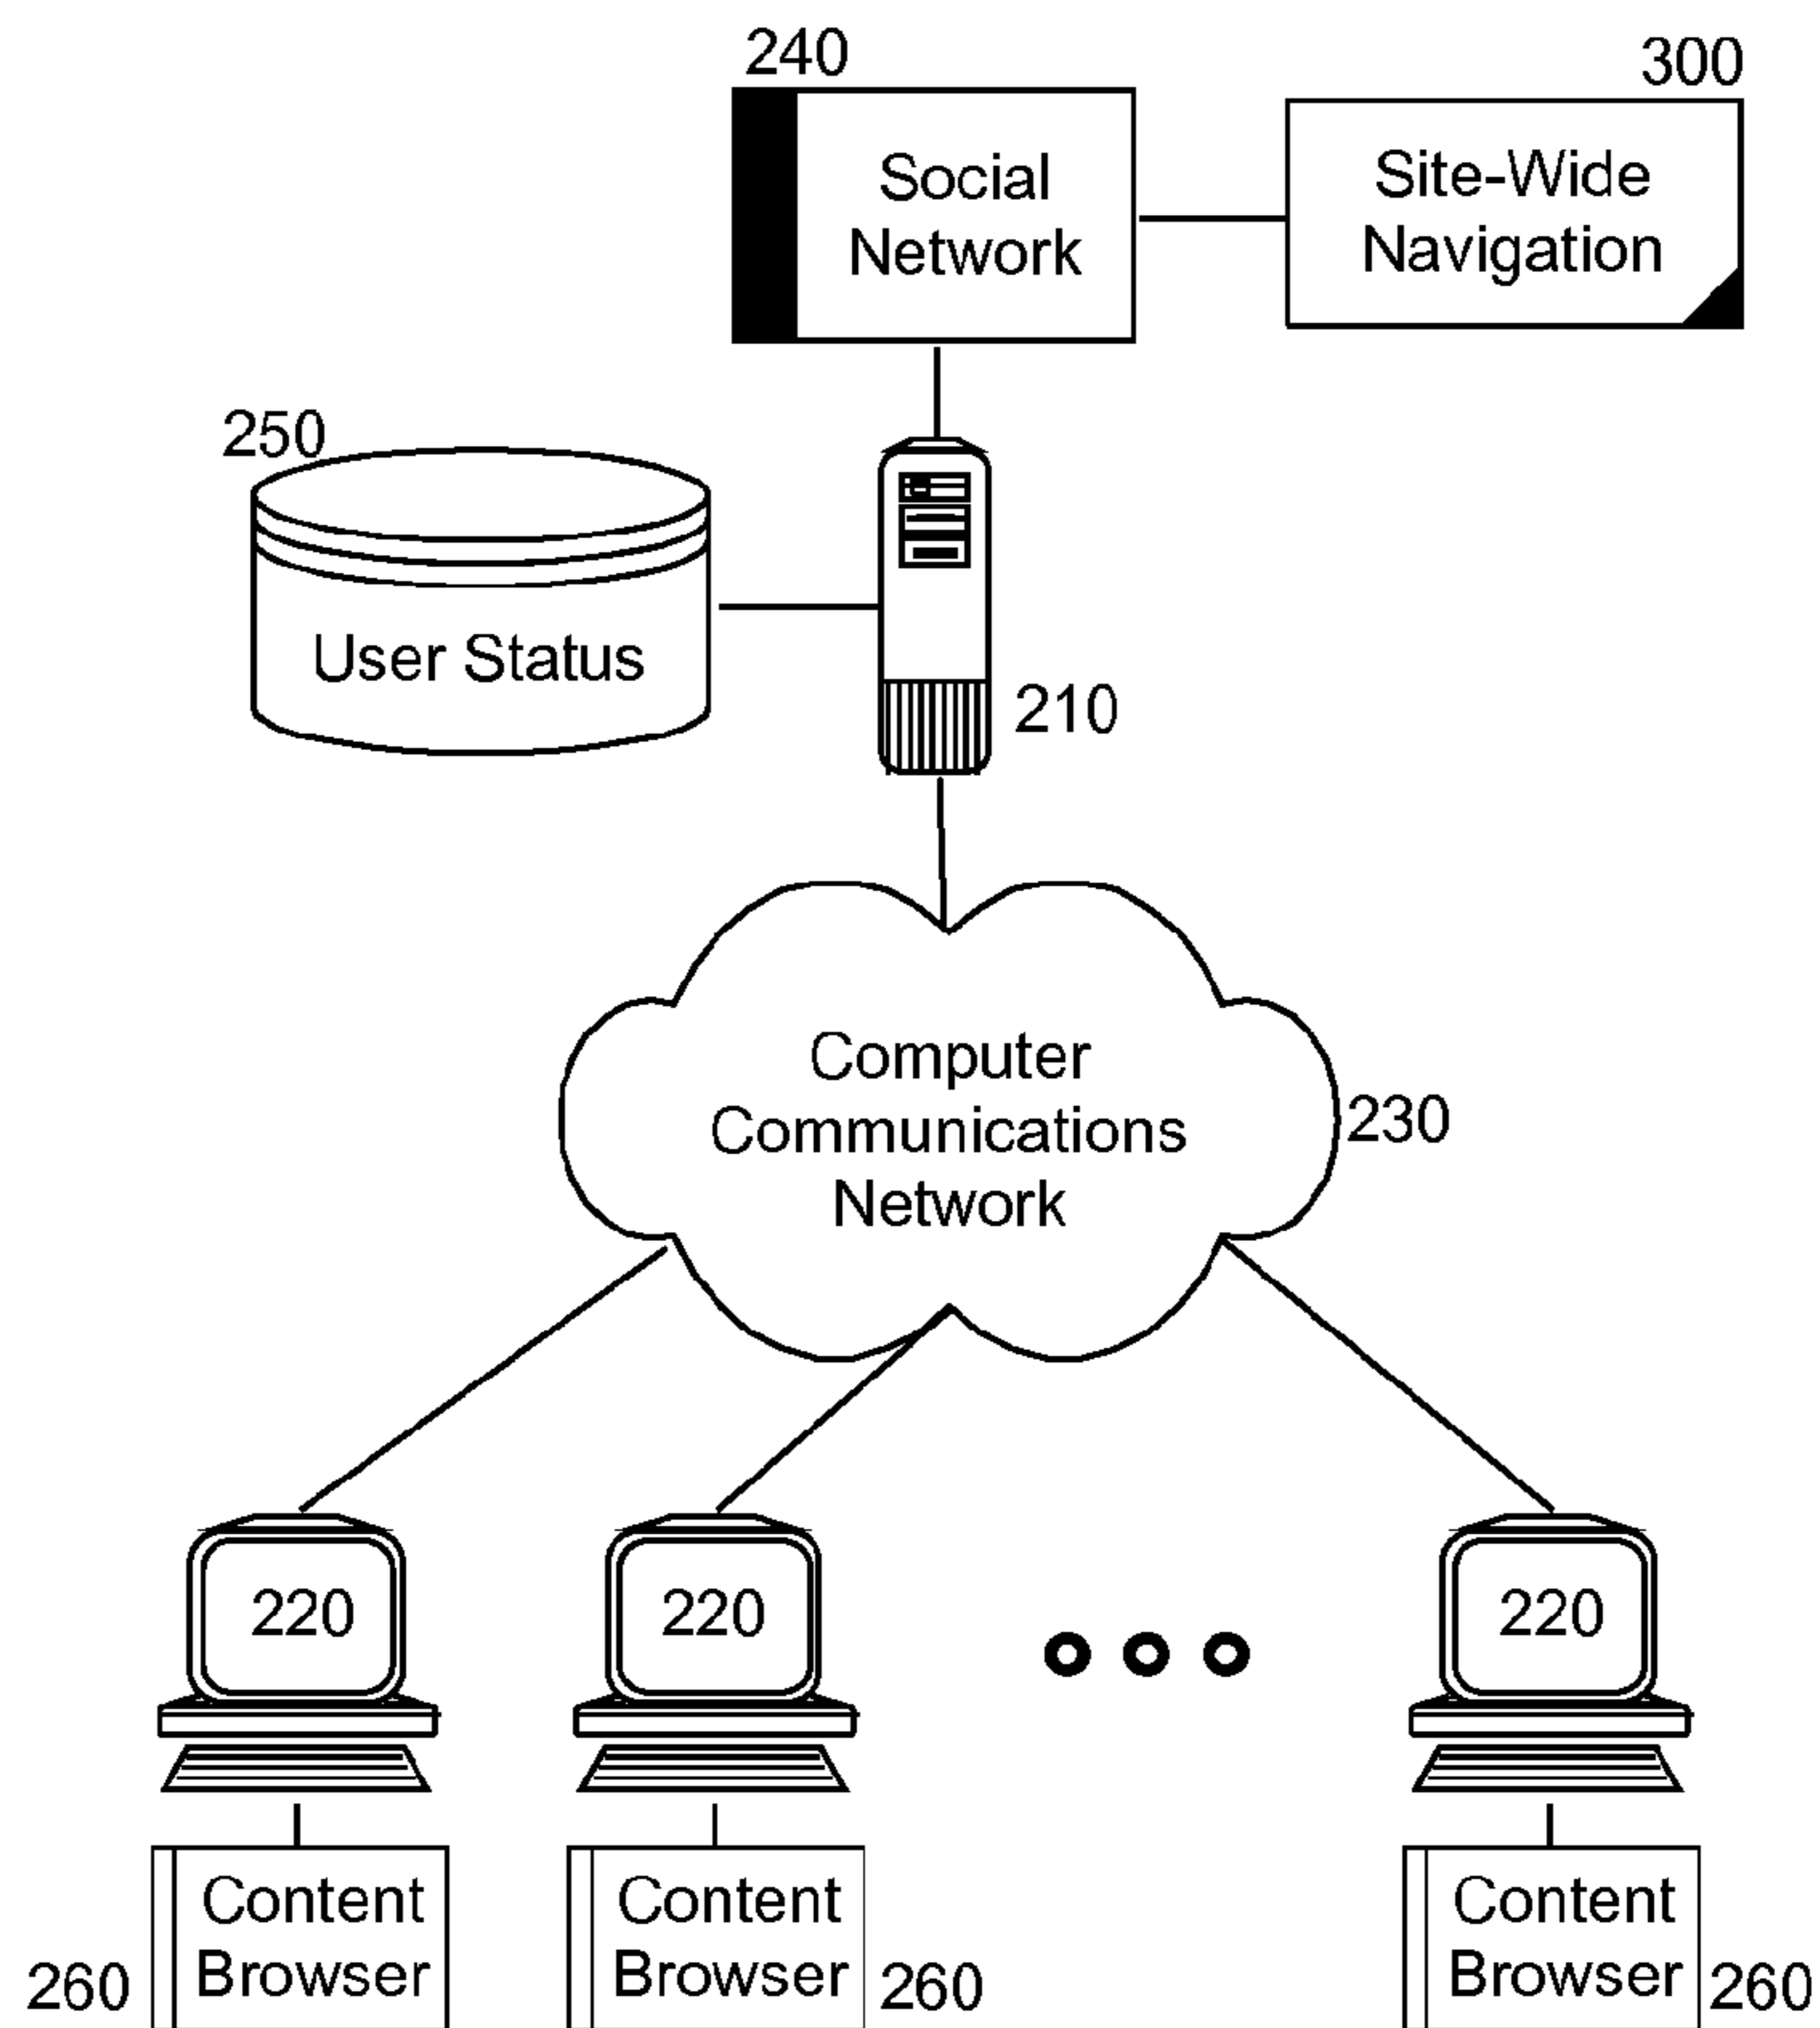 240
300
Social
Network
Site-Wide
Navigation
250
User Status
210
Computer
Communications
Network
230
220
220
220
Content
Browser
260
Content
Browser
260
Content
Browser
260